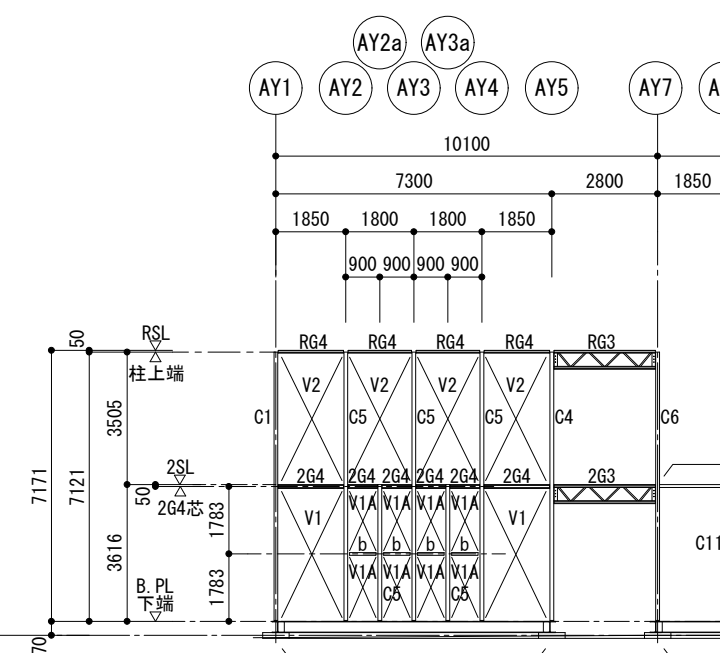 AY2a AY3a
AY1 AY2 AY3 AY4 AY5 AY7
10100
7300 2800 1850
1850 1800 1800 1850
900 900 900 900
50 RSL RG4 RG4 RG4 RG4 RG3
柱上端
V2 V2 V2 V2
3505 C1 C5 C5 C5 C4 C6
7171 7121
2SL 2G4 2G4 2G4 2G4 2G4 2G4 2G3
50 2G4芯
1783 V1 V1A V1A V1A V1A V1
3616 b b b b C11
1783 V1A V1A V1A V1A
B.PL C5 C5
下端
70